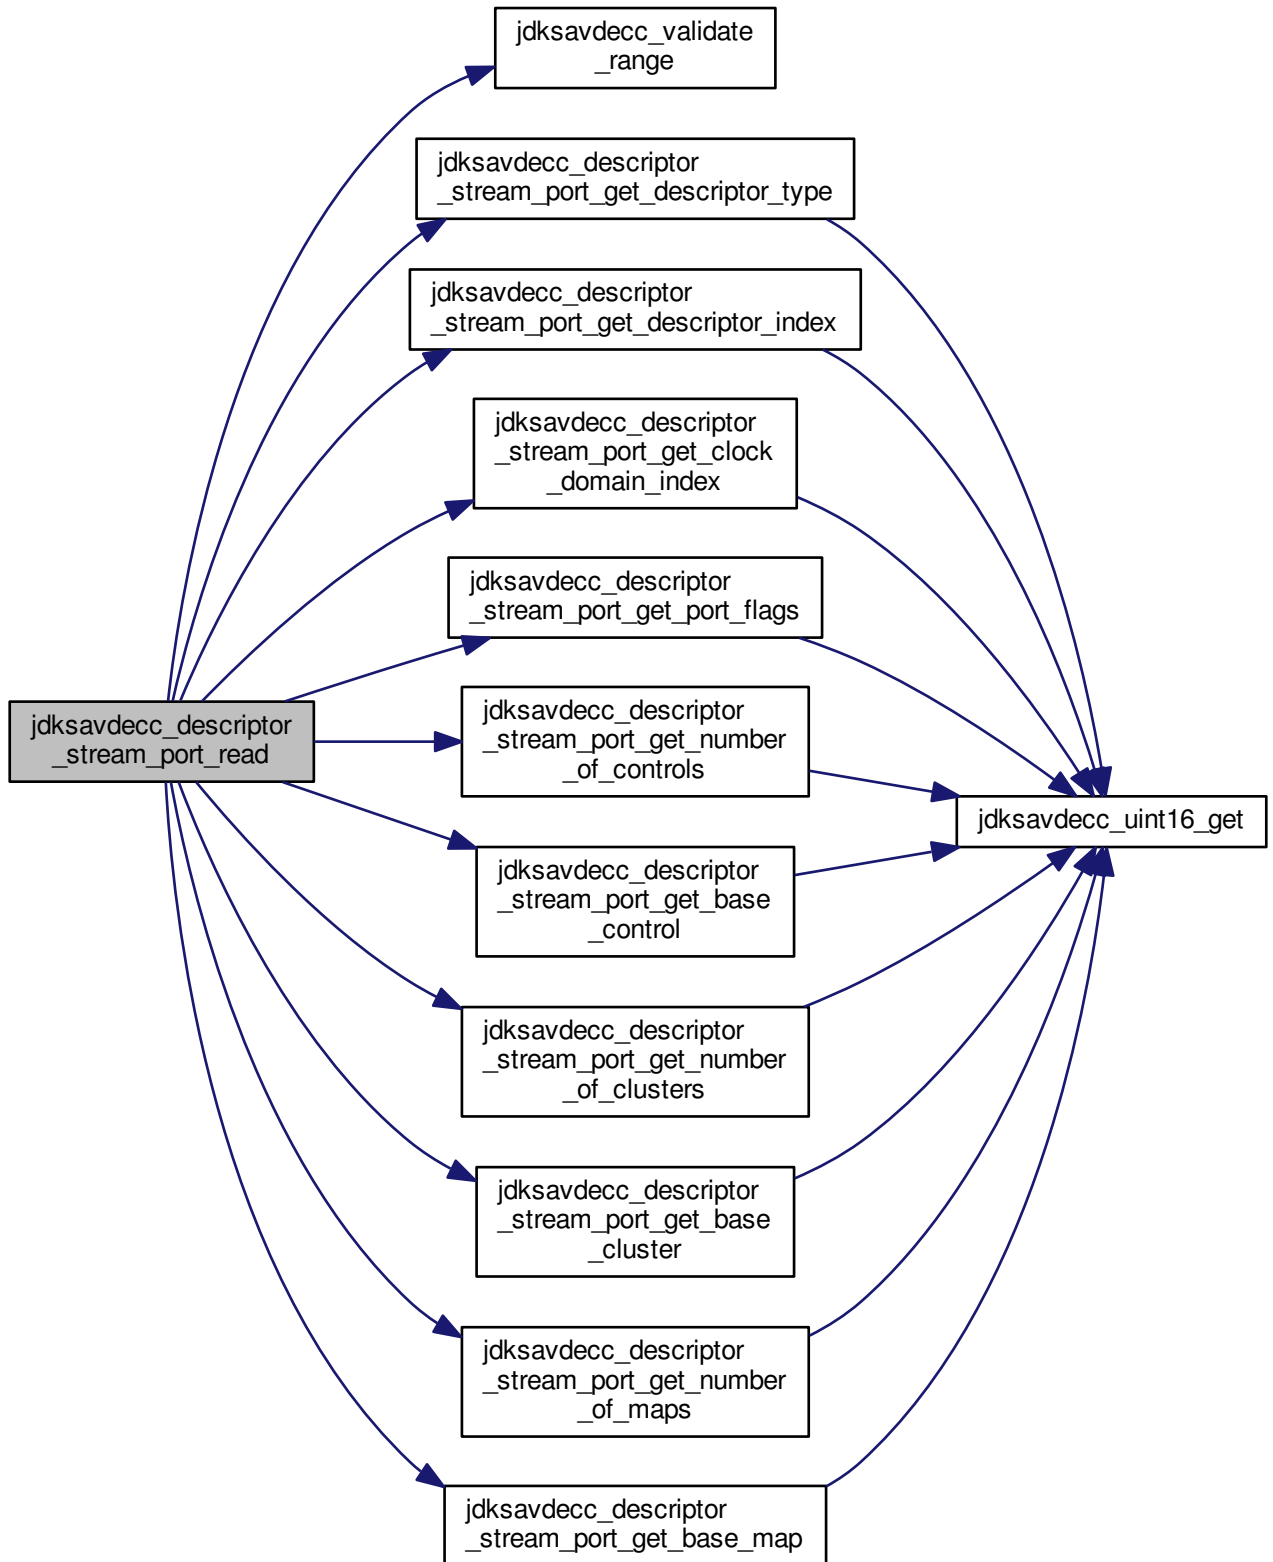 jdksavdecc_validate
_range
jdksavdecc_descriptor
_stream_port_get_descriptor_type
jdksavdecc_descriptor
_stream_port_get_descriptor_index
jdksavdecc_descriptor
_stream_port_get_clock
_domain_index
jdksavdecc_descriptor
_stream_port_get_port_flags
jdksavdecc_descriptor
_stream_port_read
jdksavdecc_descriptor
_stream_port_get_number
_of_controls
jdksavdecc_uint16_get
jdksavdecc_descriptor
_stream_port_get_base
_control
jdksavdecc_descriptor
_stream_port_get_number
_of_clusters
jdksavdecc_descriptor
_stream_port_get_base
_cluster
jdksavdecc_descriptor
_stream_port_get_number
_of_maps
jdksavdecc_descriptor
_stream_port_get_base_map